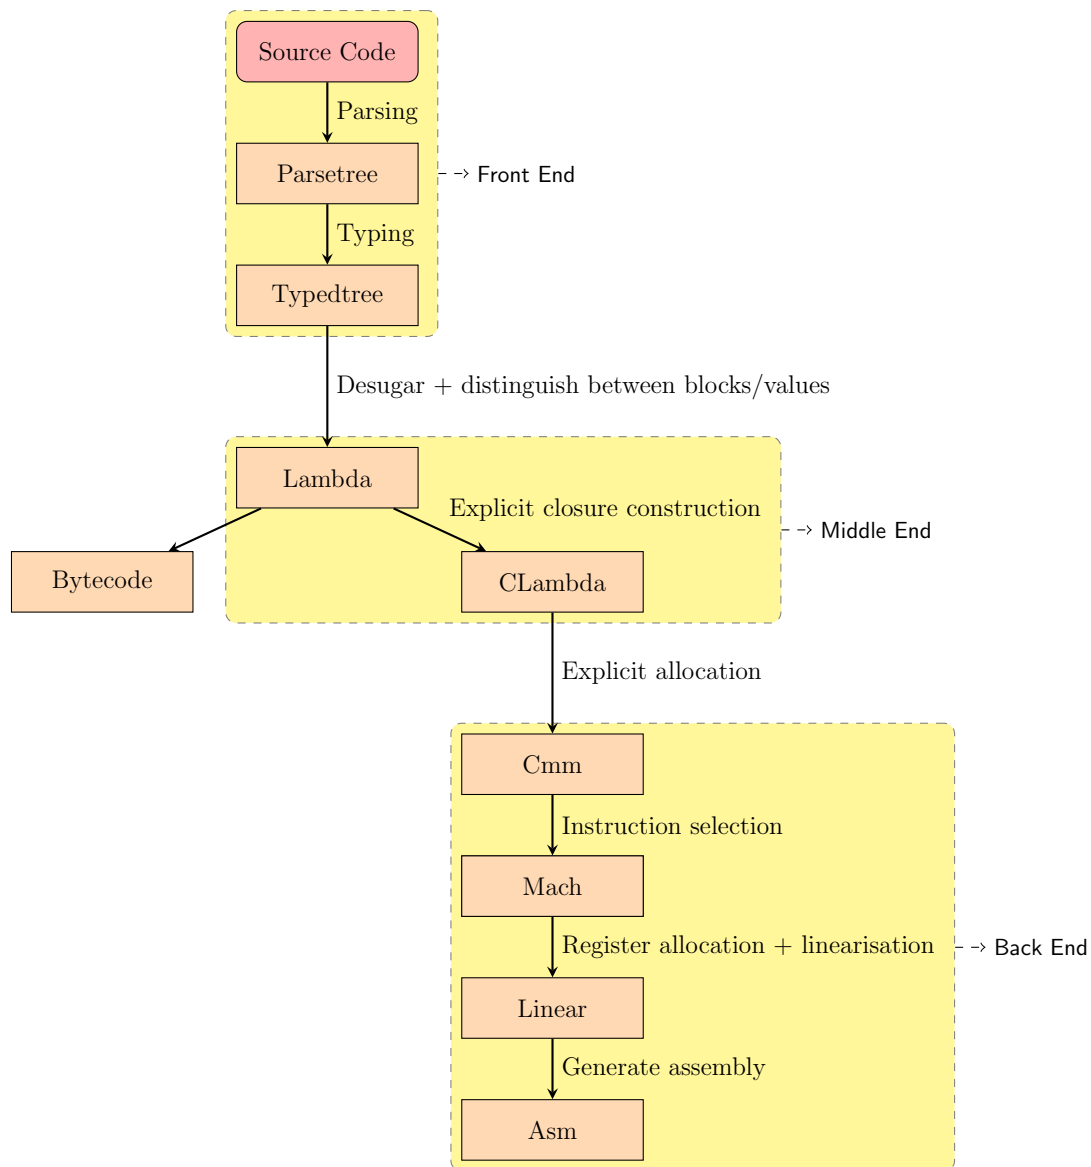 Source Code
Parsing
Parsetree
Front End
Typing
Typedtree
Desugar + distinguish between blocks/values
Lambda
Explicit closure construction
Middle End
Bytecode
CLambda
Explicit allocation
Cmm
Instruction selection
Mach
Register allocation + linearisation
Back End
Linear
Generate assembly
Asm